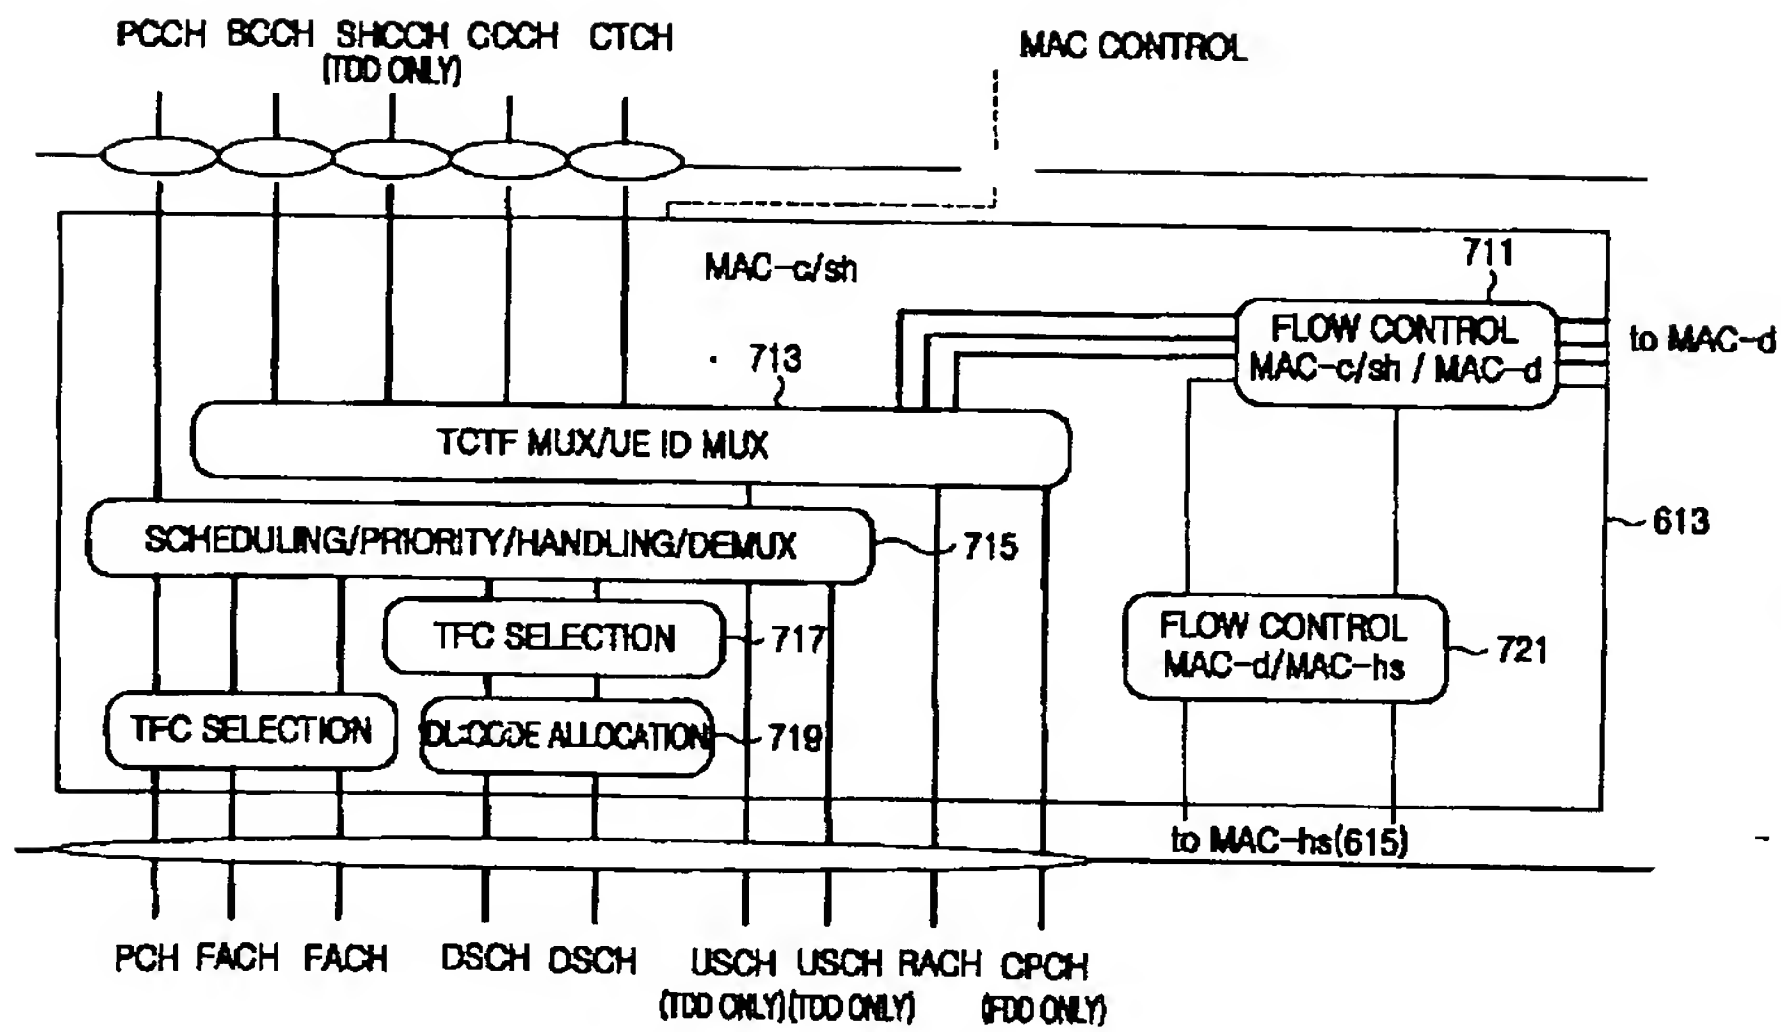 PCCH BCCH SHCCH CCCH CTCH
(TDD ONLY)
MAC CONTROL
MAC-c/sh
711
FLOW CONTROL
MAC-c/sh / MAC-d
to MAC-d
713
TCTF MUX/UE ID MUX
SCHEDULING/PRIORITY/HANDLING/DEMUX
715
613
TFC SELECTION
717
FLOW CONTROL
MAC-d/MAC-hs
721
TFC SELECTION
DL-CODE ALLOCATION
719
to MAC-hs(615)
PCH FACH FACH DSCH DSCH USCH USCH RACH CPCH
(TDD ONLY) (TDD ONLY) (FDD ONLY)